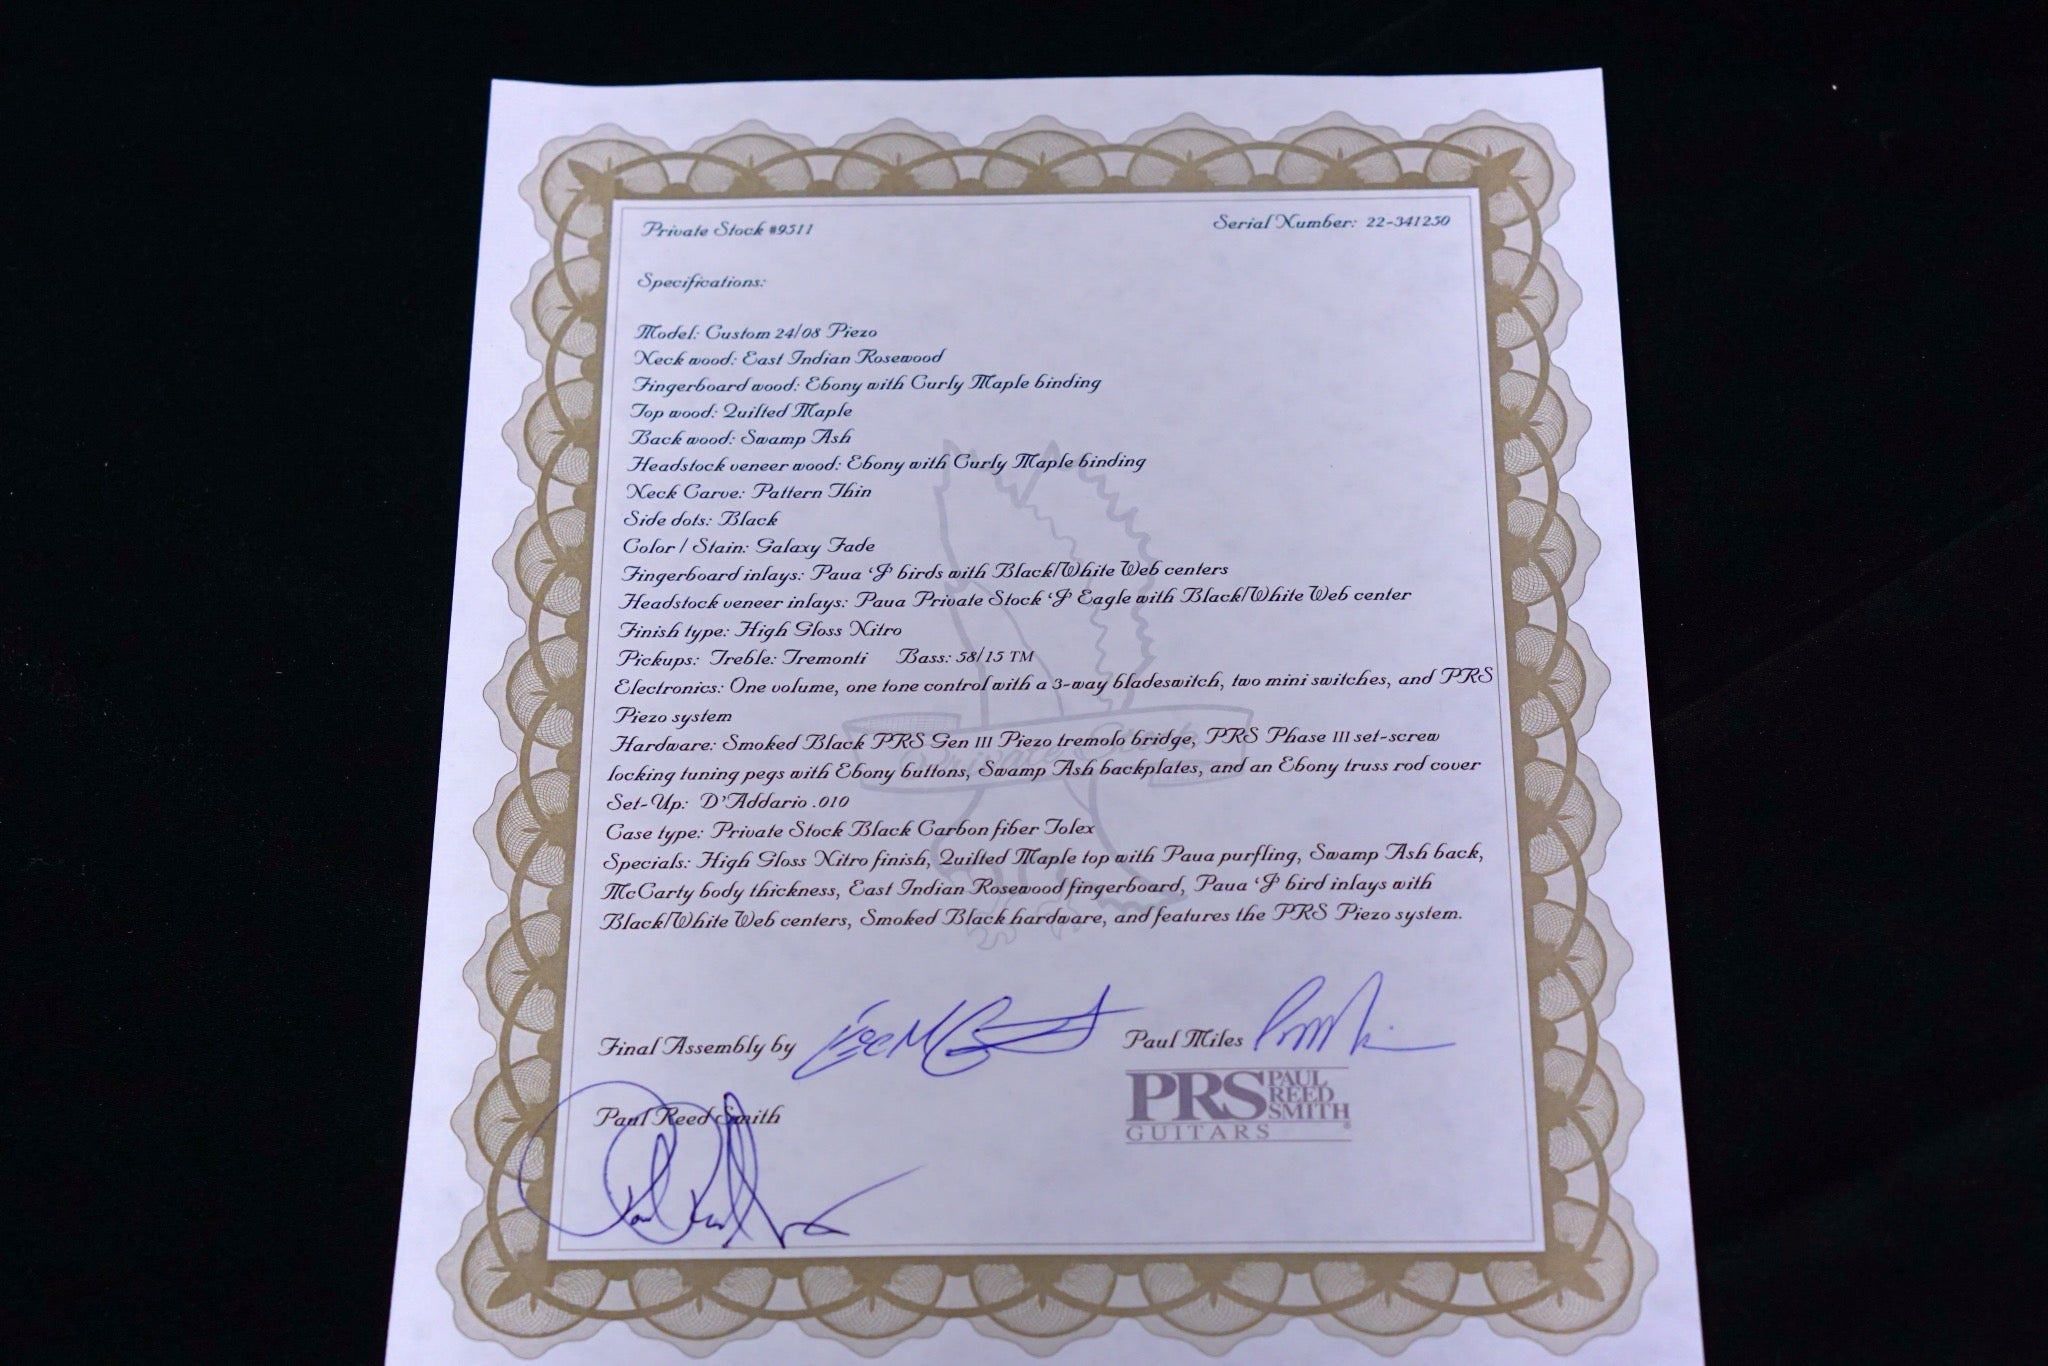 Private Stock #9511
Serial Number: 22-341250
Specifications:
Model: Custom 24/08 Piezo
Neck wood: East Indian Rosewood
Fingerboard wood: Ebony with Curly Maple binding
Top wood: Quilted Maple
Back wood: Swamp Ash
Headstock veneer wood: Ebony with Curly Maple binding
Neck Carve: Pattern Thin
Side dots: Black
Color / Stain: Galaxy Fade
Fingerboard inlays: Paua 'J' birds with Black/White Web centers
Headstock veneer inlays: Paua Private Stock 'J' Eagle with Black/White Web center
Finish type: High Gloss Nitro
Pickups: Treble: Tremonti Bass: 58/15 TM
Electronics: One volume, one tone control with a 3-way bladeswitch, two mini switches, and PRS
Piezo system
Hardware: Smoked Black PRS Gen III Piezo tremolo bridge, PRS Phase III set-screw
locking tuning pegs with Ebony buttons, Swamp Ash backplates, and an Ebony truss rod cover
Set-Up: D'Addario .010
Case type: Private Stock Black Carbon fiber Tolex
Specials: High Gloss Nitro finish, Quilted Maple top with Paua purfling, Swamp Ash back,
McCarty body thickness, East Indian Rosewood fingerboard, Paua 'J' bird inlays with
Black/White Web centers, Smoked Black hardware, and features the PRS Piezo system.
Private Stock
Final Assembly by
Paul Miles
Paul Reed Smith
PRS PAUL REED SMITH
GUITARS